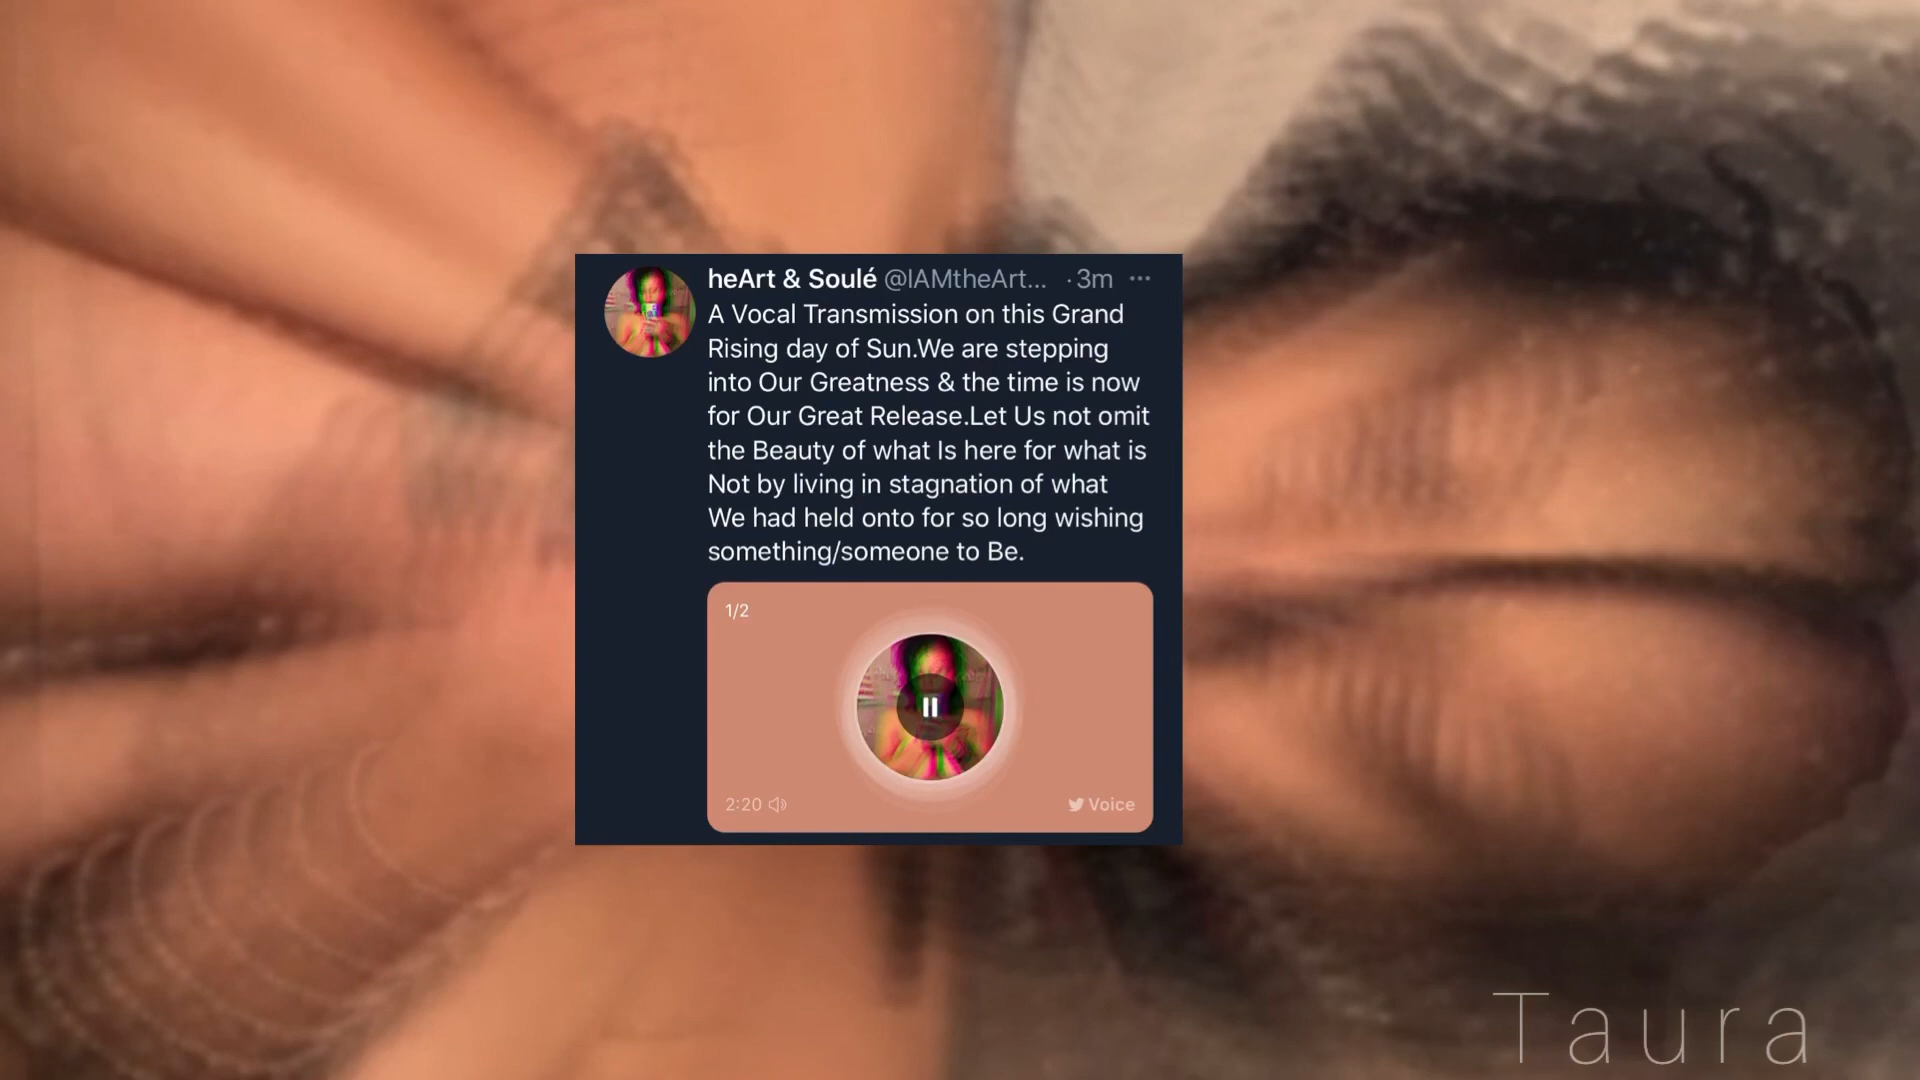 heArt & Soulé @IAMtheArt... · 3m ...
A Vocal Transmission on this Grand
Rising day of Sun.We are stepping
into Our Greatness & the time is now
for Our Great Release.Let Us not omit
the Beauty of what Is here for what is
Not by living in stagnation of what
We had held onto for so long wishing
something/someone to Be.
1/2
2:20
Voice
Taura